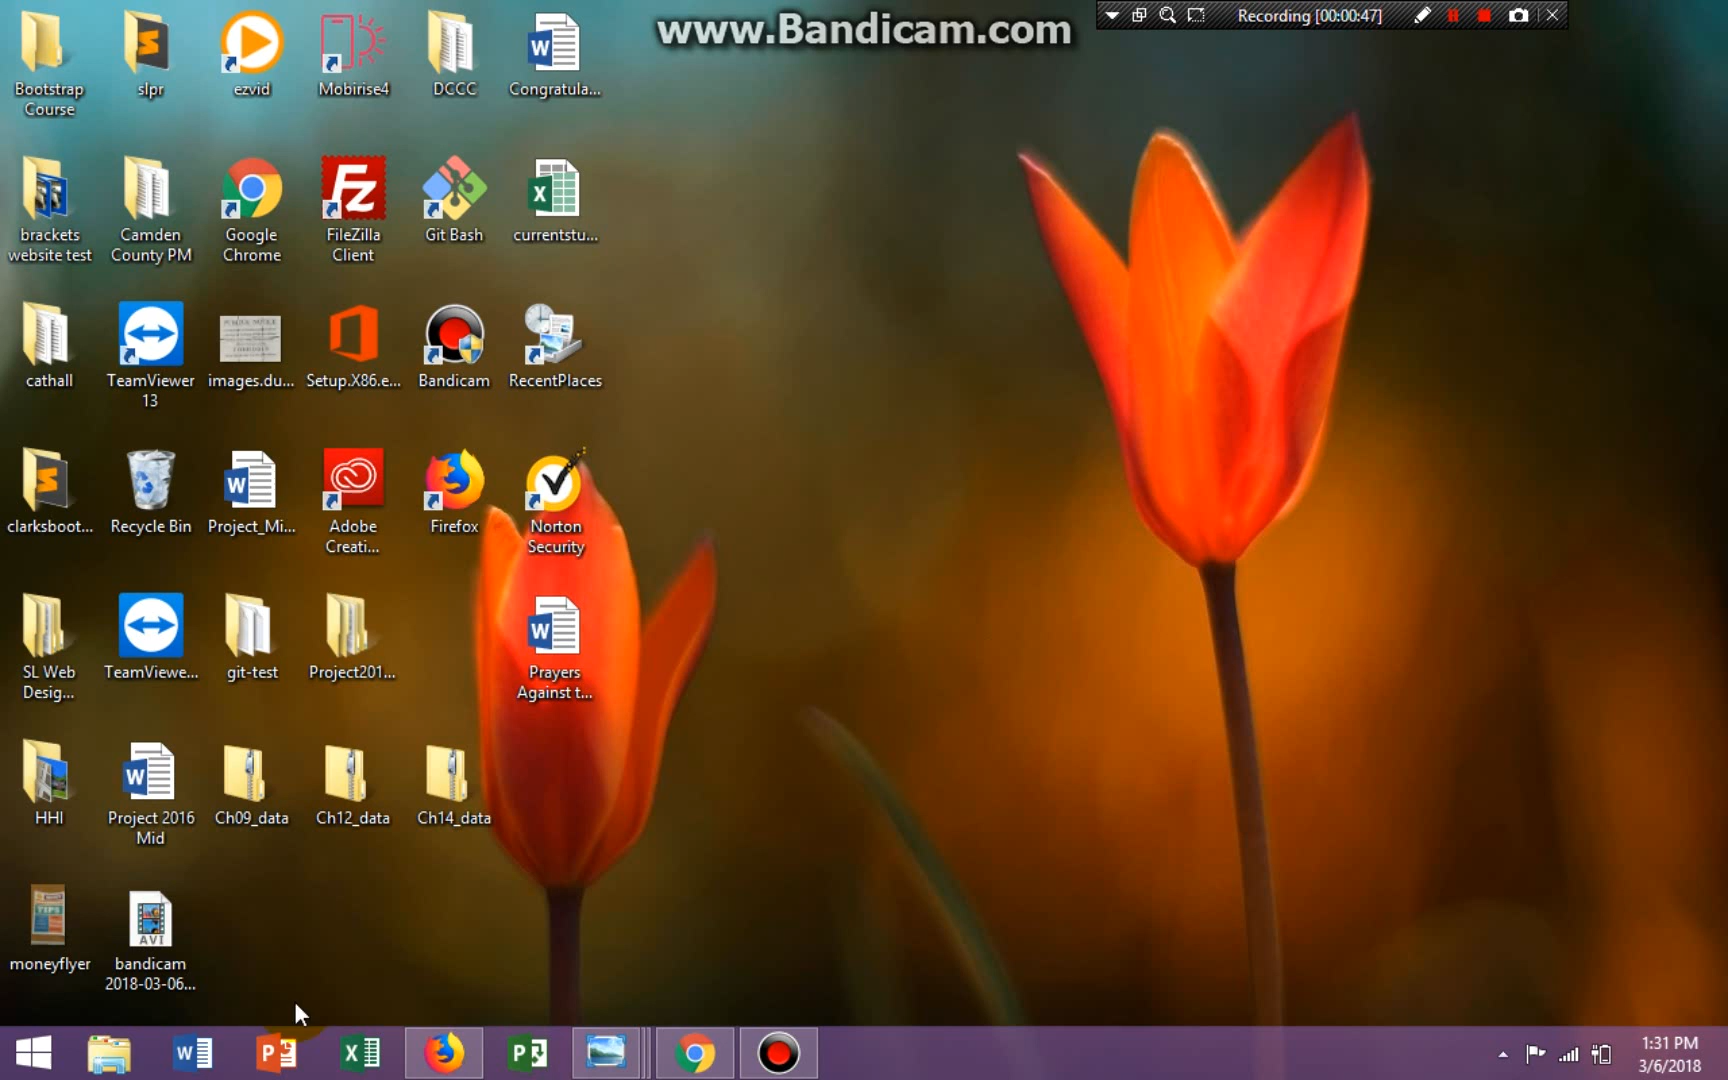 www.Bandicam.com
Recording [00:00:47]
Bootstrap
Course
slpr
ezvid
Mobirise4
DCCC
Congratula...
brackets
website test
Camden
County PM
Google
Chrome
FileZilla
Client
Git Bash
currentstu...
cathall
TeamViewer
13
images.du...
Setup.X86.e...
Bandicam
RecentPlaces
clarksboot...
Recycle Bin
Project_Mi...
Adobe
Creati...
Firefox
Norton
Security
SL Web
Desig...
TeamViewe...
git-test
Project201...
Prayers
Against t...
HHI
Project 2016
Mid
Ch09_data
Ch12_data
Ch14_data
moneyflyer
AVI
bandicam
2018-03-06...
1:31 PM
3/6/2018